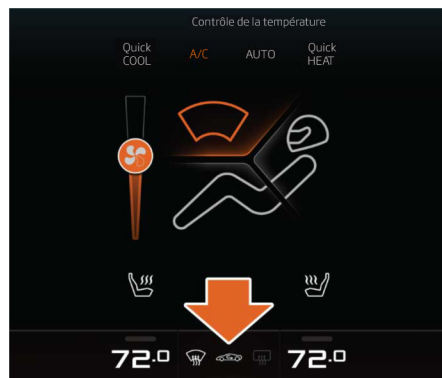 Contrôle de la température
Quick
COOL
A/C
AUTO
Quick
HEAT
72.0
72.0